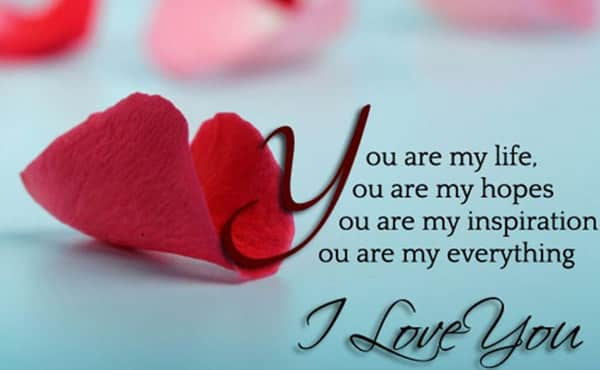 You are my life,
ou are my hopes
ou are my inspiration
ou are my everything
I Love You